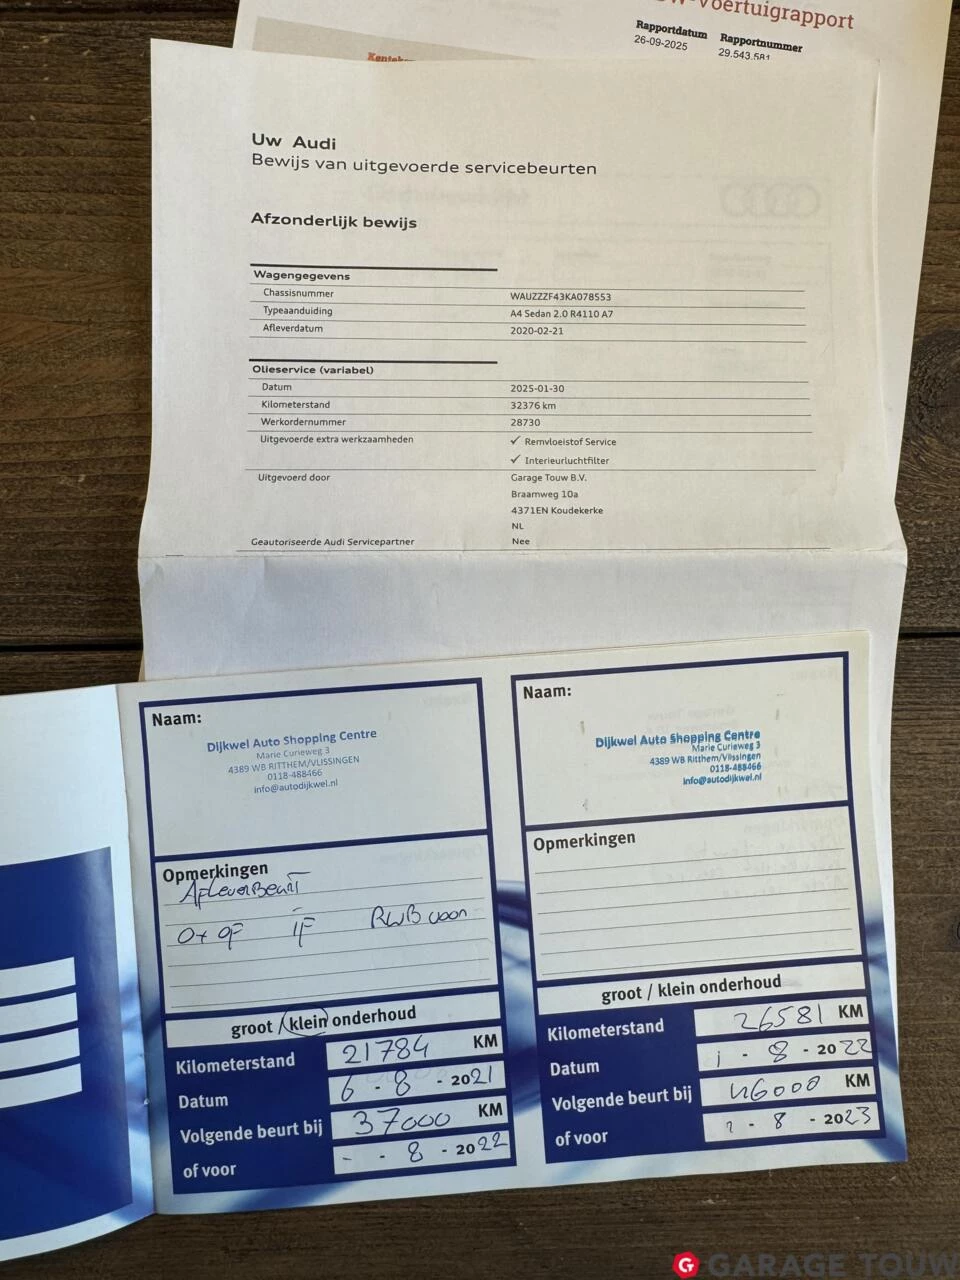 -Voertuigrapport
Rapportdatum Rapportnummer
26-09-2025 29.543.581
Uw Audi
Bewijs van uitgevoerde servicebeurten
Afzonderlijk bewijs
Wagengegevens
Chassisnummer WAUZZZF43KA078553
Typeaanduiding A4 Sedan 2.0 R4110 A7
Afleverdatum 2020-02-21
Olieservice (variabel)
Datum 2025-01-30
Kilometerstand 32376 km
Werkordernummer 28730
Uitgevoerde extra werkzaamheden ✓ Remvloeistof Service
✓ Interieurluchtfilter
Uitgevoerd door Garage Touw B.V.
Braamweg 10a
4371EN Koudekerke
NL
Geautoriseerde Audi Servicepartner Nee
Naam:
Dijkwel Auto Shopping Centre
Marie Curieweg 3
4389 WB RITTHEM/VLISSINGEN
0118-488466
info@autodijkwel.nl
Opmerkingen
Afleverbeurt
O+ OF IF RWB voor
groot / klein onderhoud
Kilometerstand 21784 KM
Datum 6 - 8 - 2021
Volgende beurt bij 37000 KM
of voor - - 8 - 2022
Naam:
Dijkwel Auto Shopping Centre
Marie Curieweg 3
4389 WB Ritthem/Vlissingen
0118-488466
info@autodijkwel.nl
Opmerkingen
groot / klein onderhoud
Kilometerstand 26581 KM
Datum 1 - 8 - 2022
Volgende beurt bij 46000 KM
of voor - 8 - 2023
GARAGE TOUW